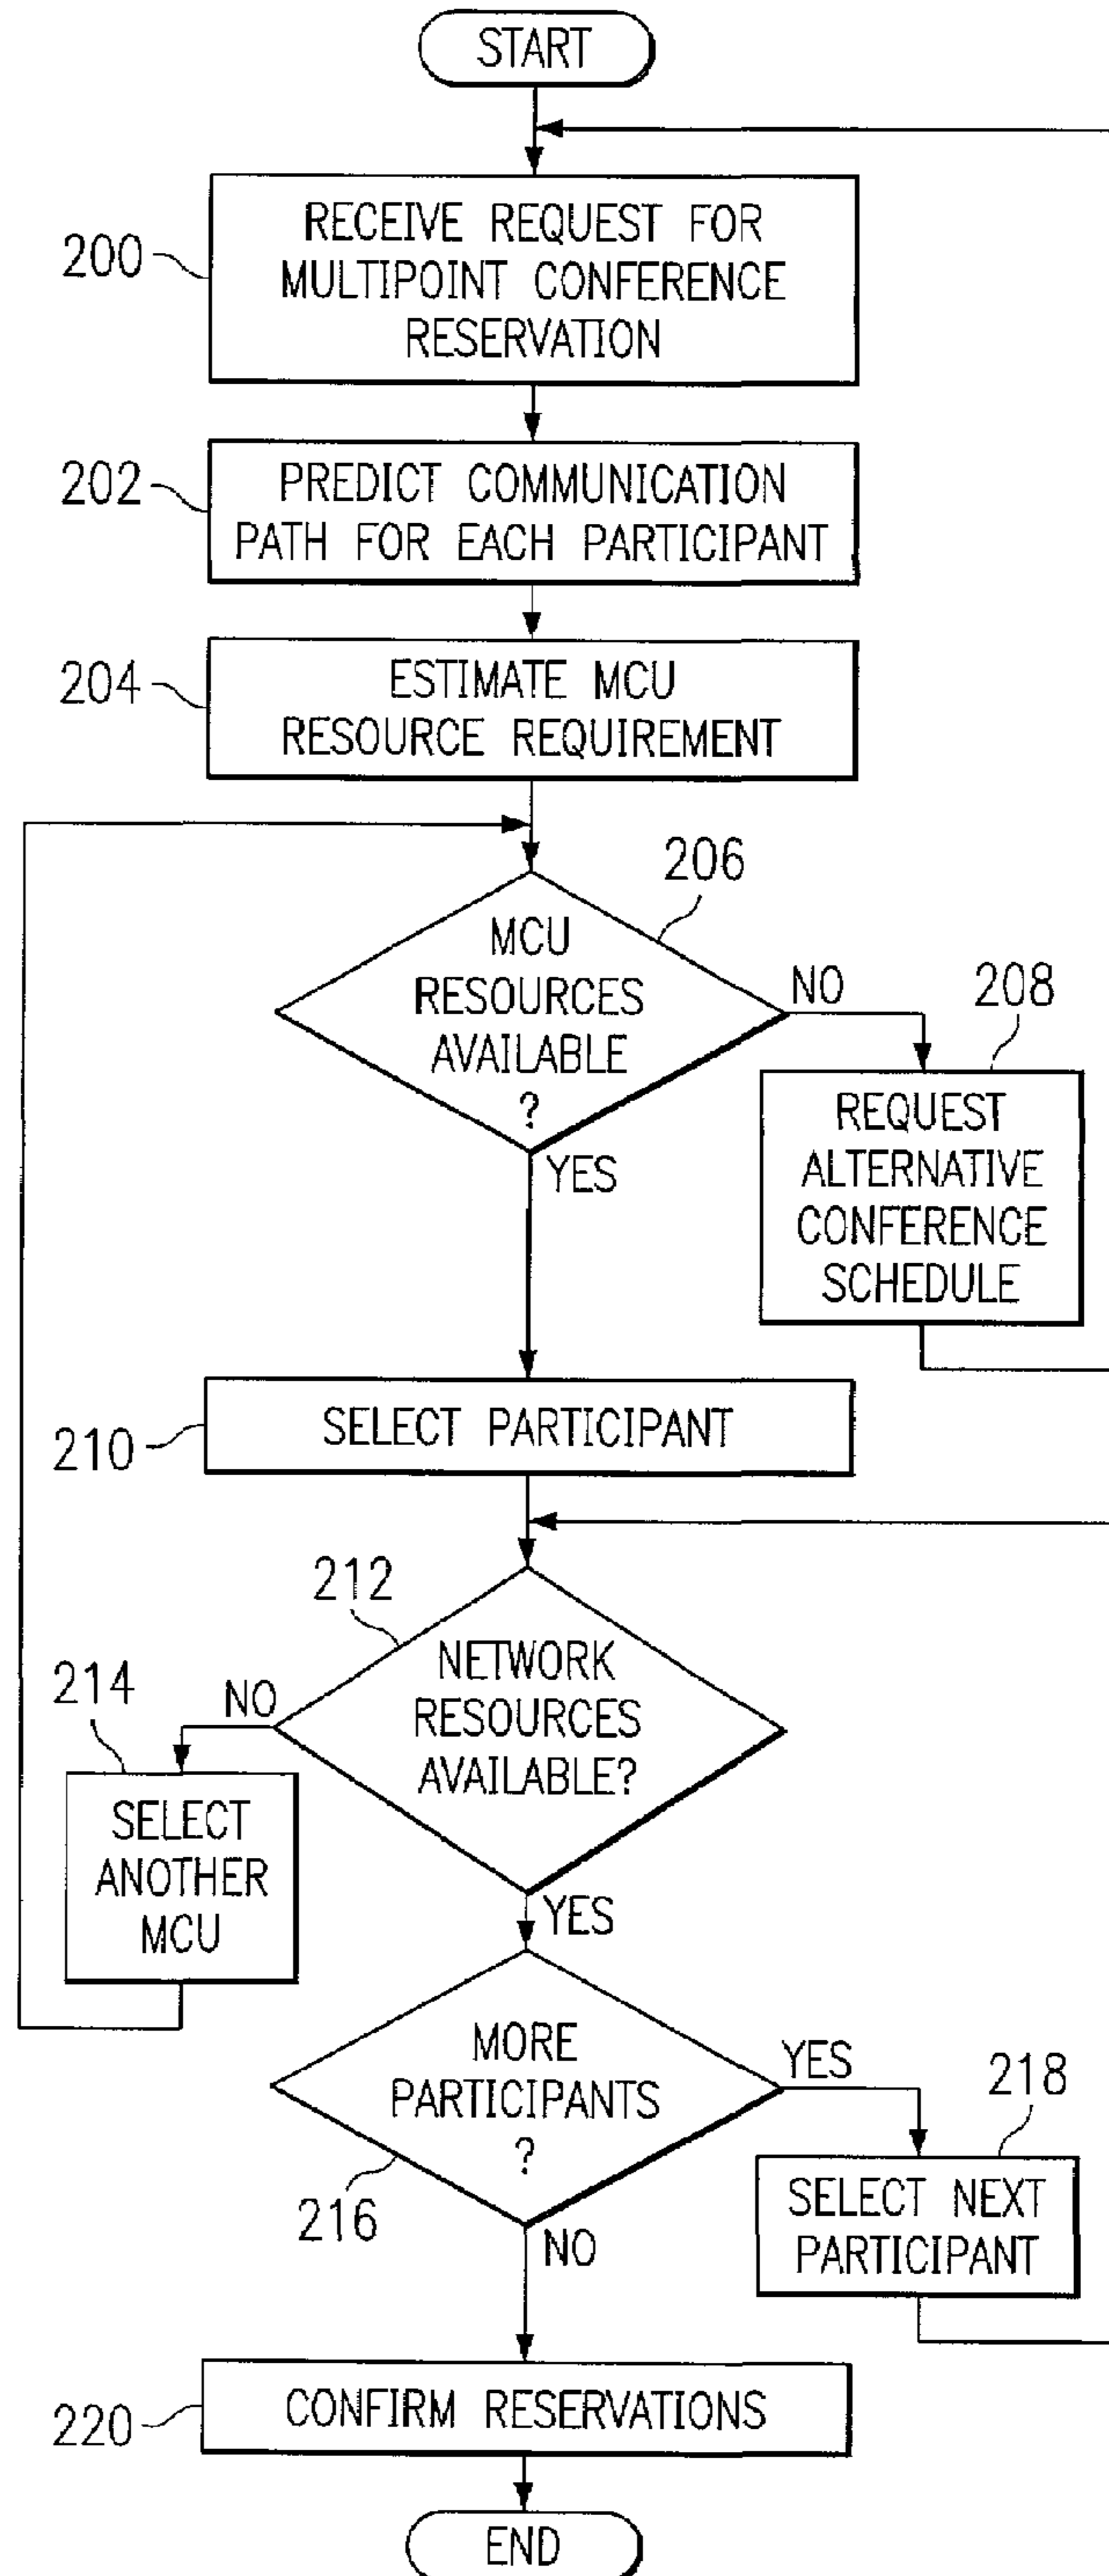 START
200
RECEIVE REQUEST FOR
MULTIPOINT CONFERENCE
RESERVATION
202
PREDICT COMMUNICATION
PATH FOR EACH PARTICIPANT
204
ESTIMATE MCU
RESOURCE REQUIREMENT
206
MCU
RESOURCES
AVAILABLE
?
NO
YES
208
REQUEST
ALTERNATIVE
CONFERENCE
SCHEDULE
210
SELECT PARTICIPANT
212
NETWORK
RESOURCES
AVAILABLE?
NO
YES
214
SELECT
ANOTHER
MCU
MORE
PARTICIPANTS
?
216
YES
NO
218
SELECT NEXT
PARTICIPANT
220
CONFIRM RESERVATIONS
END